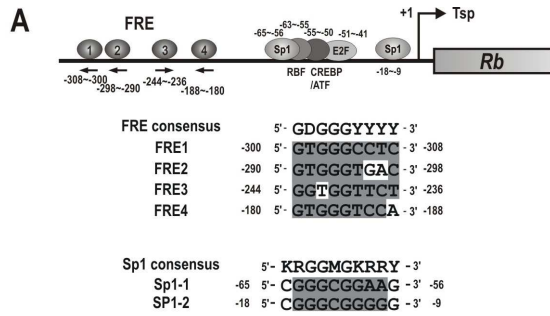 A
FRE
+1 Tsp
-65~-56 -63~-55 -55~-50 -51~-41
1 2 3 4 Sp1 E2F Sp1 Rb
-308~-300 -298~-290 -244~-236 -188~-180 RBF CREBP /ATF -18~-9
FRE consensus 5'- GDGGGYYYY - 3'
FRE1 -300 5'- GTGGGCCTC - 3' -308
FRE2 -290 5'- GTGGGTGAC - 3' -298
FRE3 -244 5'- GGTGGTTCT - 3' -236
FRE4 -180 5'- GTGGGTCCA - 3' -188
Sp1 consensus 5'- KRGGMGKRRY - 3'
Sp1-1 -65 5'- CGGGCGGAAG - 3' -56
SP1-2 -18 5'- CGGGCGGGGG - 3' -9